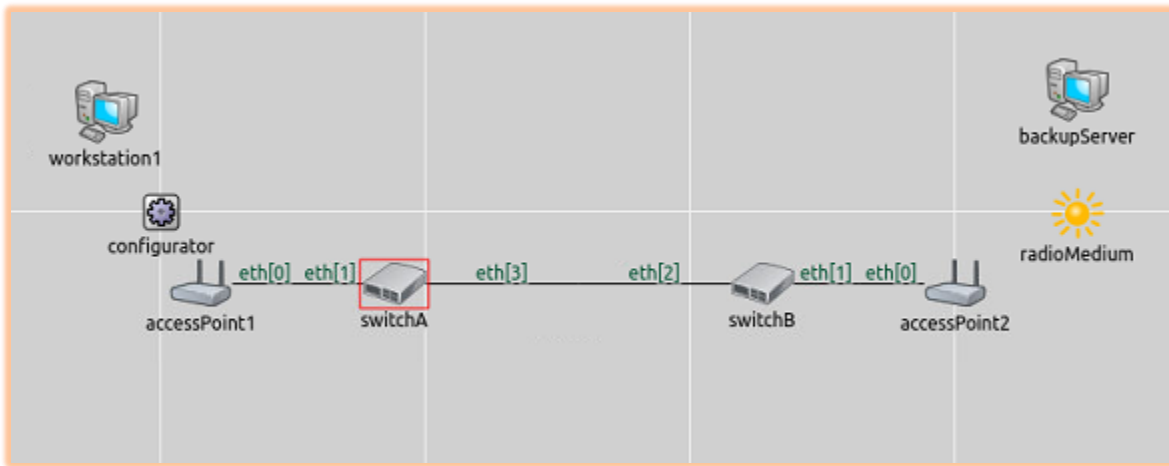 workstation1
backupServer
configurator
radioMedium
eth[0] eth[1] eth[3] eth[2] eth[1] eth[0]
accessPoint1 switchA switchB accessPoint2